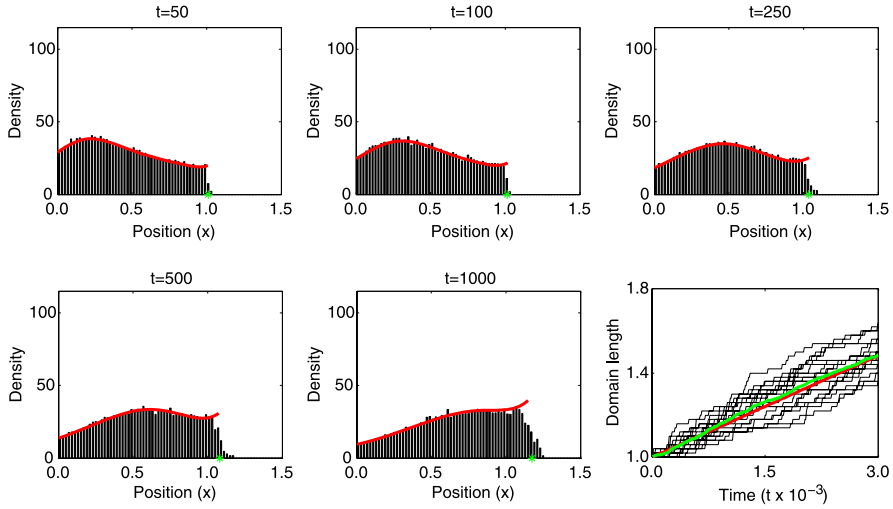 t=50
100
50
0
Density
0.0 0.5 1.0 1.5
Position (x)
t=100
100
50
0
Density
0.0 0.5 1.0 1.5
Position (x)
t=250
100
50
0
Density
0.0 0.5 1.0 1.5
Position (x)
t=500
100
50
0
Density
0.0 0.5 1.0 1.5
Position (x)
t=1000
100
50
0
Density
0.0 0.5 1.0 1.5
Position (x)
1.8
1.4
1.0
Domain length
0.0 1.5 3.0
Time (t x 10⁻³)